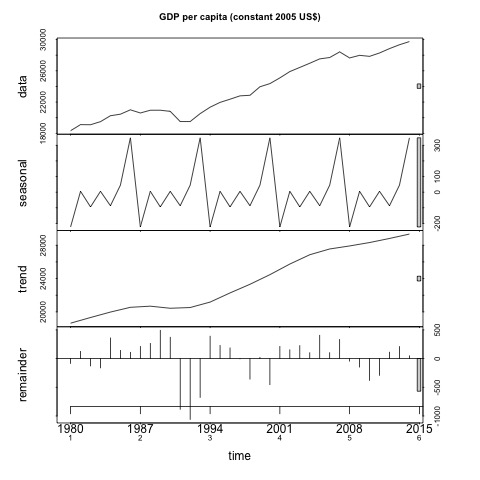 GDP per capita (constant 2005 US$)
data
18000 22000 26000 30000
seasonal
-200 0 100 300
trend
20000 24000 28000
remainder
-1000 -500 0 500
1980 1987 1994 2001 2008 2015
1 2 3 4 5 6
time